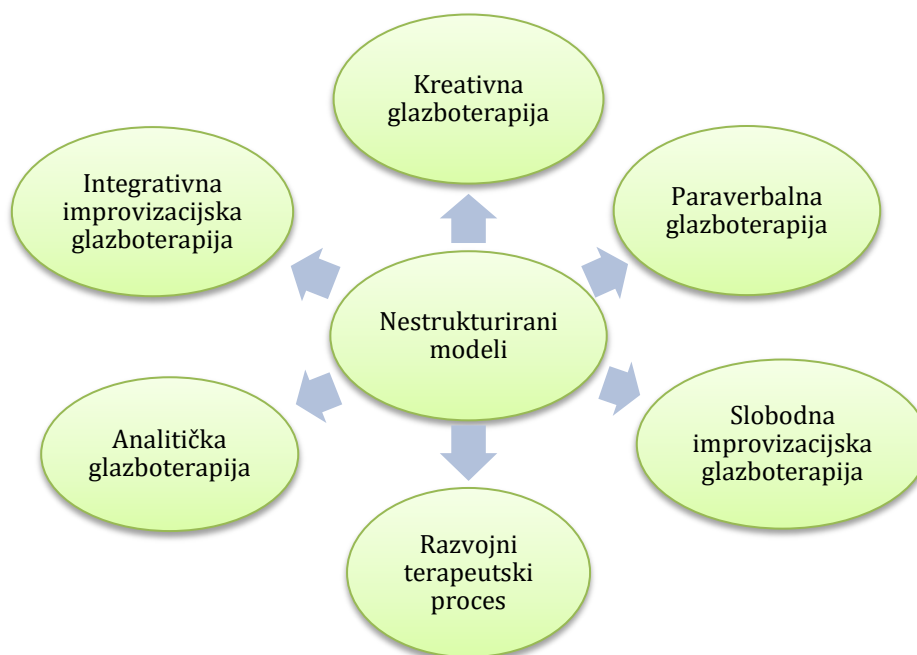 Kreativna
glazboterapija
Integrativna
improvizacijska
glazboterapija
Paraverbalna
glazboterapija
Nestrukturirani
modeli
Analitička
glazboterapija
Slobodna
improvizacijska
glazboterapija
Razvojni
terapeutski
proces